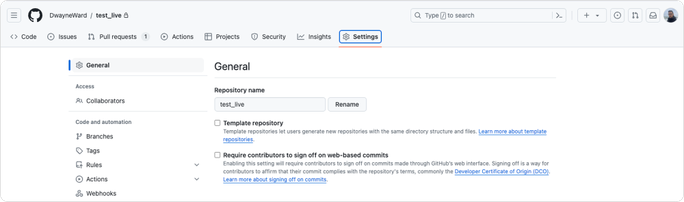 DwayneWard / test_live
Type / to search
Code Issues Pull requests 1 Actions Projects Security Insights Settings
General
Access
Collaborators
Code and automation
Branches
Tags
Rules
Actions
Webhooks
General
Repository name
test_live Rename
Template repository
Template repositories let users generate new repositories with the same directory structure and files. Learn more about template
repositories.
Require contributors to sign off on web-based commits
Enabling this setting will require contributors to sign off on commits made through GitHub's web interface. Signing off is a way for
contributors to affirm that their commit complies with the repository's terms, commonly the Developer Certificate of Origin (DCO).
Learn more about signing off on commits.